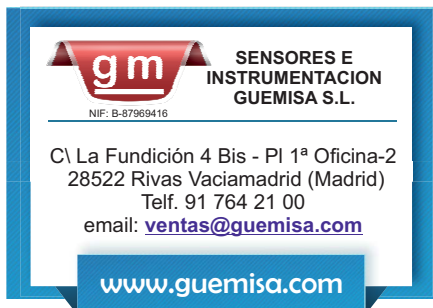 gm
NIF: B-87969416
SENSORES E
INSTRUMENTACION
GUEMISA S.L.
C\ La Fundición 4 Bis - Pl 1ª Oficina-2
28522 Rivas Vaciamadrid (Madrid)
Telf. 91 764 21 00
email: ventas@guemisa.com
www.guemisa.com